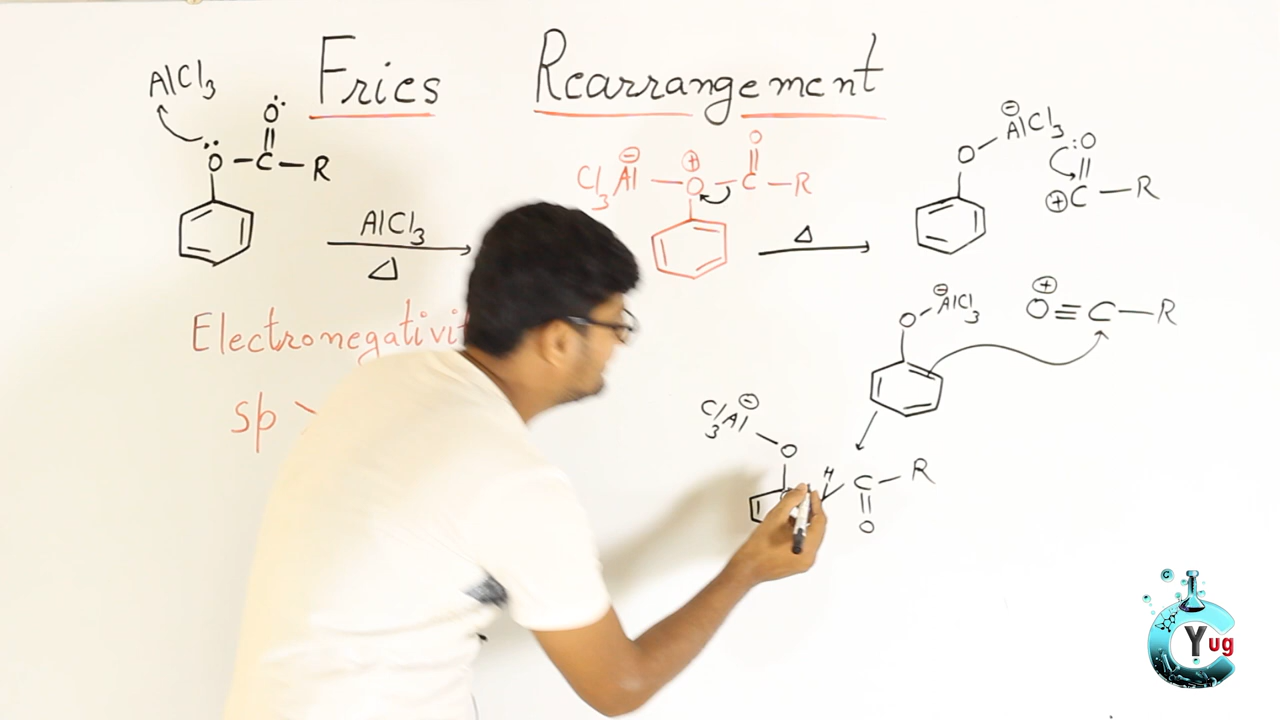 Fries Rearrangement
AlCl3
Ö:
Ö – C – R
AlCl3
Δ
⊖ ⊕ O
Cl3Al – O – C – R
Δ
⊖
AlCl3
O
:O
⊕C – R
Electronegativit
sp >
⊖
AlCl3
O
⊕
O≡C – R
⊖
Cl3Al
O
H
C – R
O
C
Yug